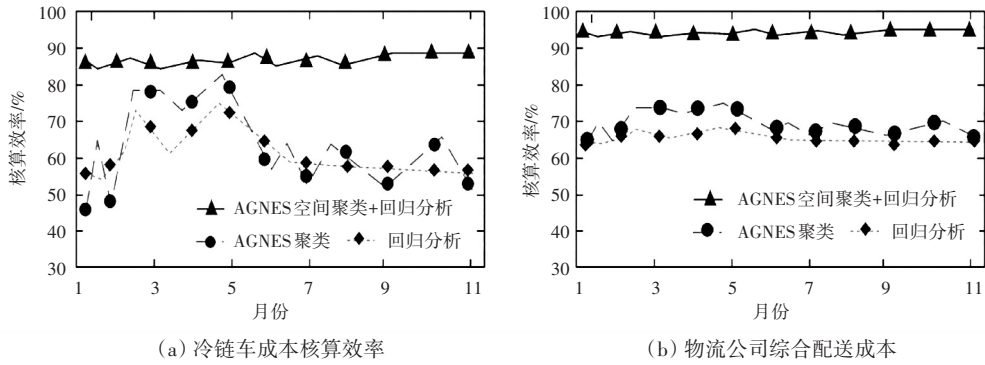 100
90
80
70
60
50
40
30
核算效率/%
AGNES空间聚类+回归分析
AGNES聚类 回归分析
1 3 5 7 9 11
月份
(a) 冷链车成本核算效率
100
90
80
70
60
50
40
30
核算效率/%
AGNES空间聚类+回归分析
AGNES聚类 回归分析
1 3 5 7 9 11
月份
(b) 物流公司综合配送成本